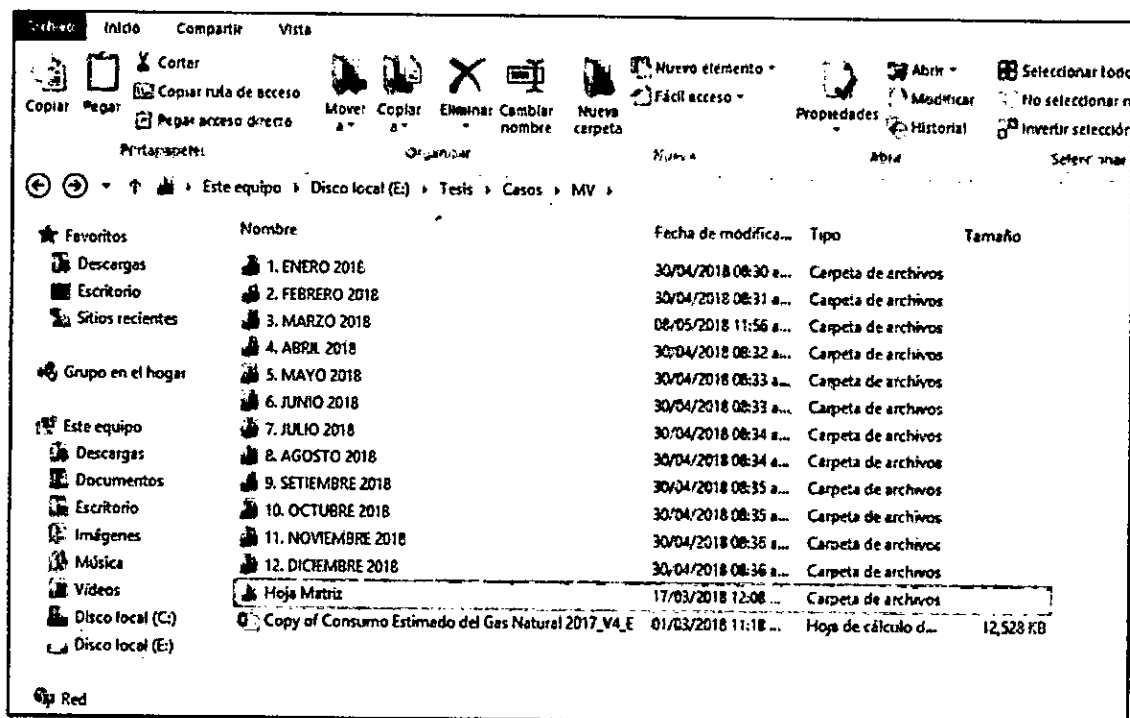 Archivo Inicio Compartir Vista
Copiar
Pegar
Cortar
Copiar ruta de acceso
Pegar acceso directo
Portapapeles
Mover a
Copiar a
Eliminar
Cambiar nombre
Organizar
Nueva carpeta
Nuevo elemento
Fácil acceso
Propiedades
Abrir
Modificar
Historial
Abrir
Seleccionar todo
No seleccionar n
Invertir selección
Seleccionar
Este equipo Disco local (E:) Tesis Casos MV
Favoritos
Descargas
Escritorio
Sitios recientes
Grupo en el hogar
Este equipo
Descargas
Documentos
Escritorio
Imágenes
Música
Vídeos
Disco local (C:)
Disco local (E:)
Red
Nombre Fecha de modifica... Tipo Tamaño
1. ENERO 2018 30/04/2018 08:30 a... Carpeta de archivos
2. FEBRERO 2018 30/04/2018 08:31 a... Carpeta de archivos
3. MARZO 2018 08/05/2018 11:56 a... Carpeta de archivos
4. ABRIL 2018 30/04/2018 08:32 a... Carpeta de archivos
5. MAYO 2018 30/04/2018 08:33 a... Carpeta de archivos
6. JUNIO 2018 30/04/2018 08:33 a... Carpeta de archivos
7. JULIO 2018 30/04/2018 08:34 a... Carpeta de archivos
8. AGOSTO 2018 30/04/2018 08:34 a... Carpeta de archivos
9. SETIEMBRE 2018 30/04/2018 08:35 a... Carpeta de archivos
10. OCTUBRE 2018 30/04/2018 08:35 a... Carpeta de archivos
11. NOVIEMBRE 2018 30/04/2018 08:36 a... Carpeta de archivos
12. DICIEMBRE 2018 30/04/2018 08:36 a... Carpeta de archivos
Hoja Matriz 17/03/2018 12:08 ... Carpeta de archivos
Copy of Consumo Estimado del Gas Natural 2017_V4_E 01/03/2018 11:18 ... Hoja de cálculo d... 12,528 KB